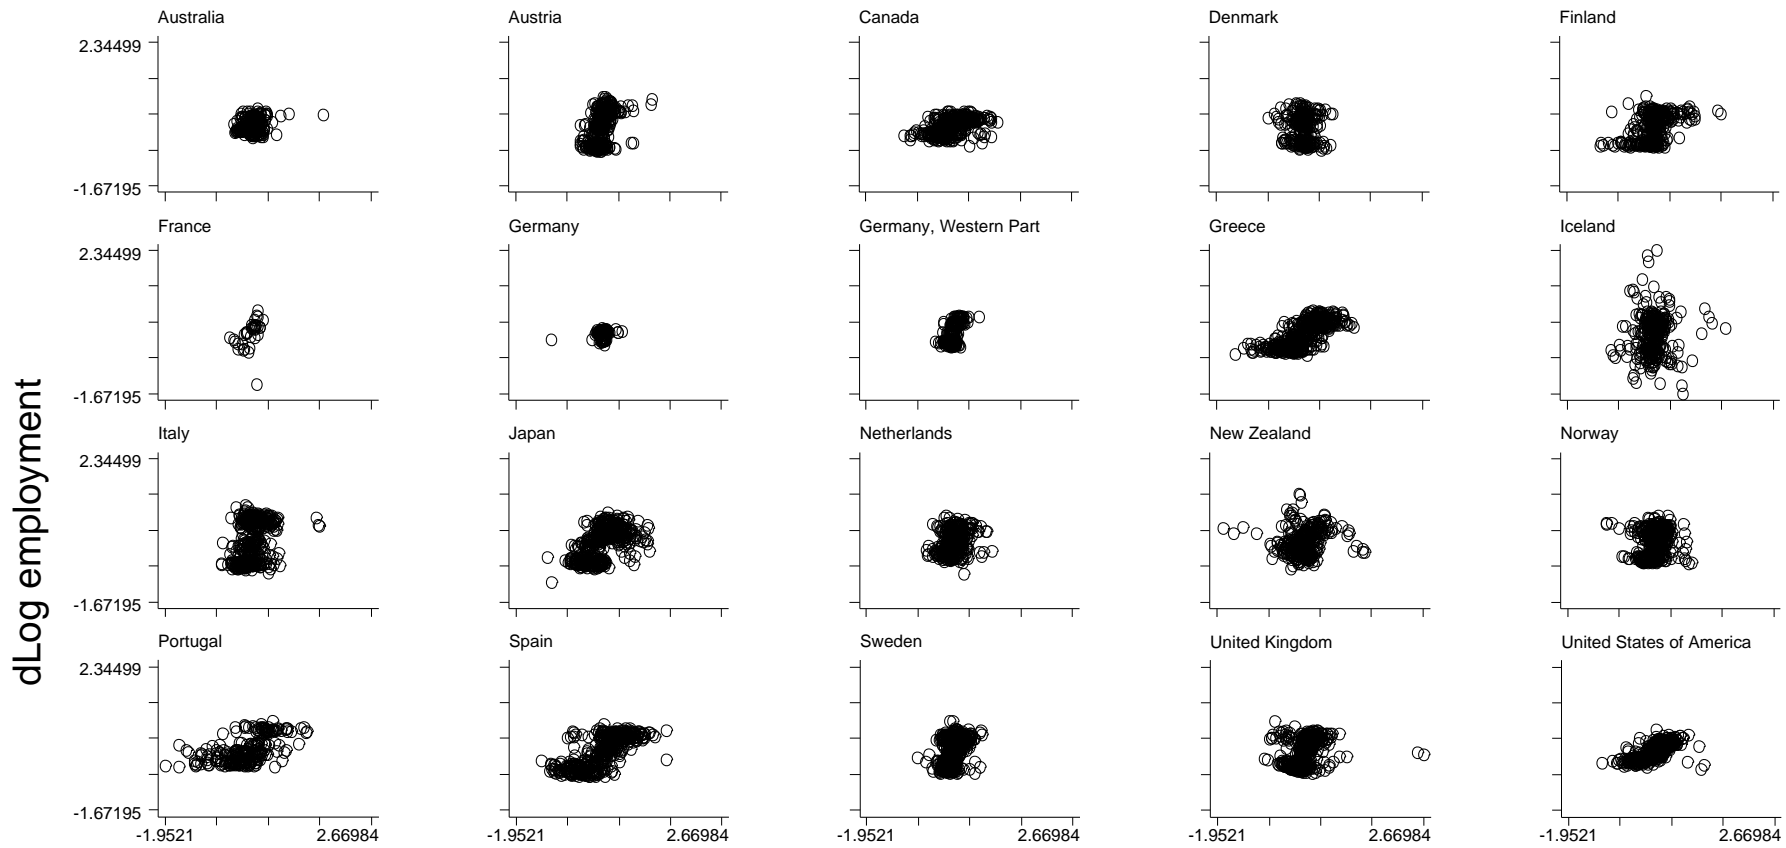 Australia Austria Canada Denmark Finland
2.34499
-1.67195
France Germany Germany, Western Part Greece Iceland
2.34499
-1.67195
dLog employment
Italy Japan Netherlands New Zealand Norway
2.34499
-1.67195
Portugal Spain Sweden United Kingdom United States of America
2.34499
-1.67195
-1.9521 2.66984 -1.9521 2.66984 -1.9521 2.66984 -1.9521 2.66984 -1.9521 2.66984